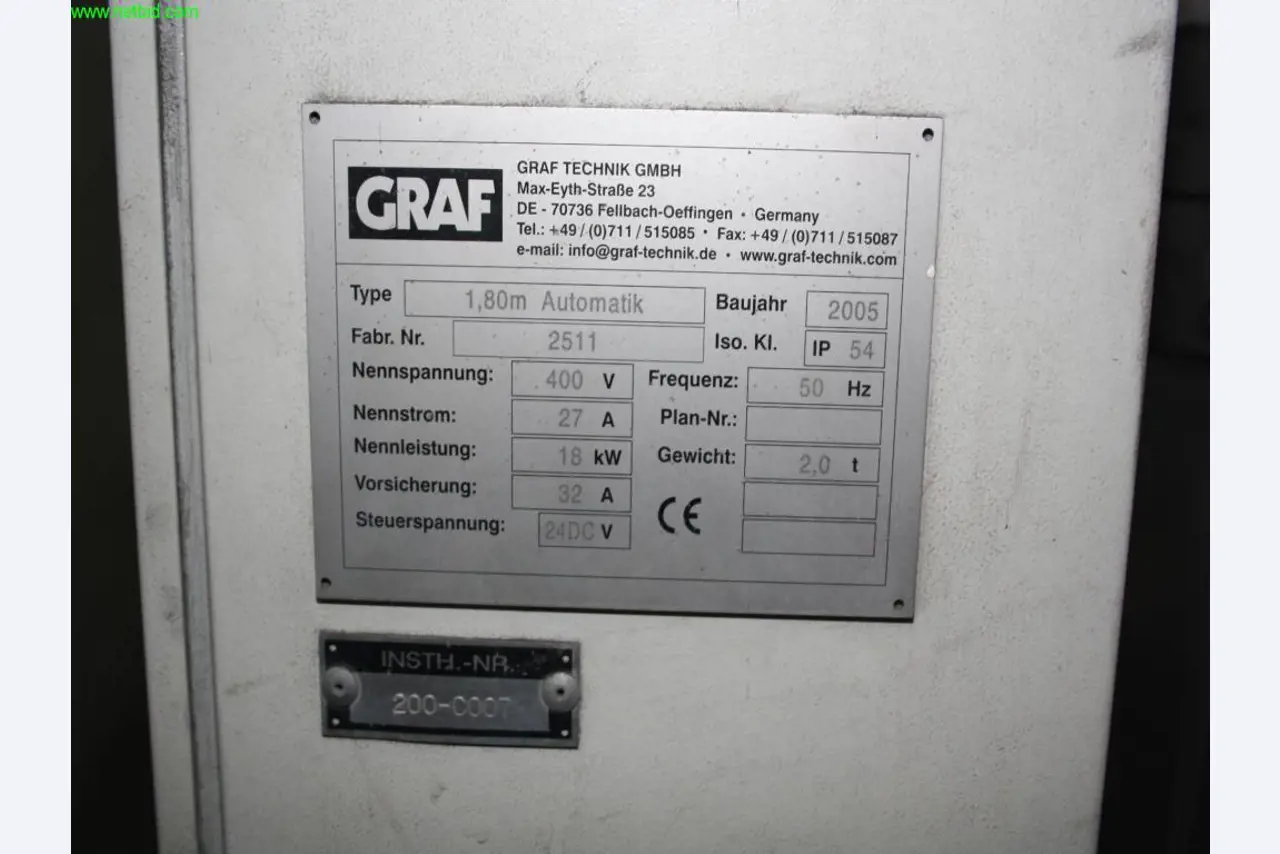 www.netbid.com
GRAF
GRAF TECHNIK GMBH
Max-Eyth-Straße 23
DE - 70736 Fellbach-Oeffingen • Germany
Tel.: +49 / (0)711 / 515085 • Fax: +49 / (0)711 / 515087
e-mail: info@graf-technik.de • www.graf-technik.com
Type 1,80m Automatik Baujahr 2005
Fabr. Nr. 2511 Iso. Kl. IP 54
Nennspannung: 400 V Frequenz: 50 Hz
Nennstrom: 27 A Plan-Nr.:
Nennleistung: 18 kW Gewicht: 2,0 t
Vorsicherung: 32 A
CE
Steuerspannung: 24DC V
INSTH.-NR.
200-C007